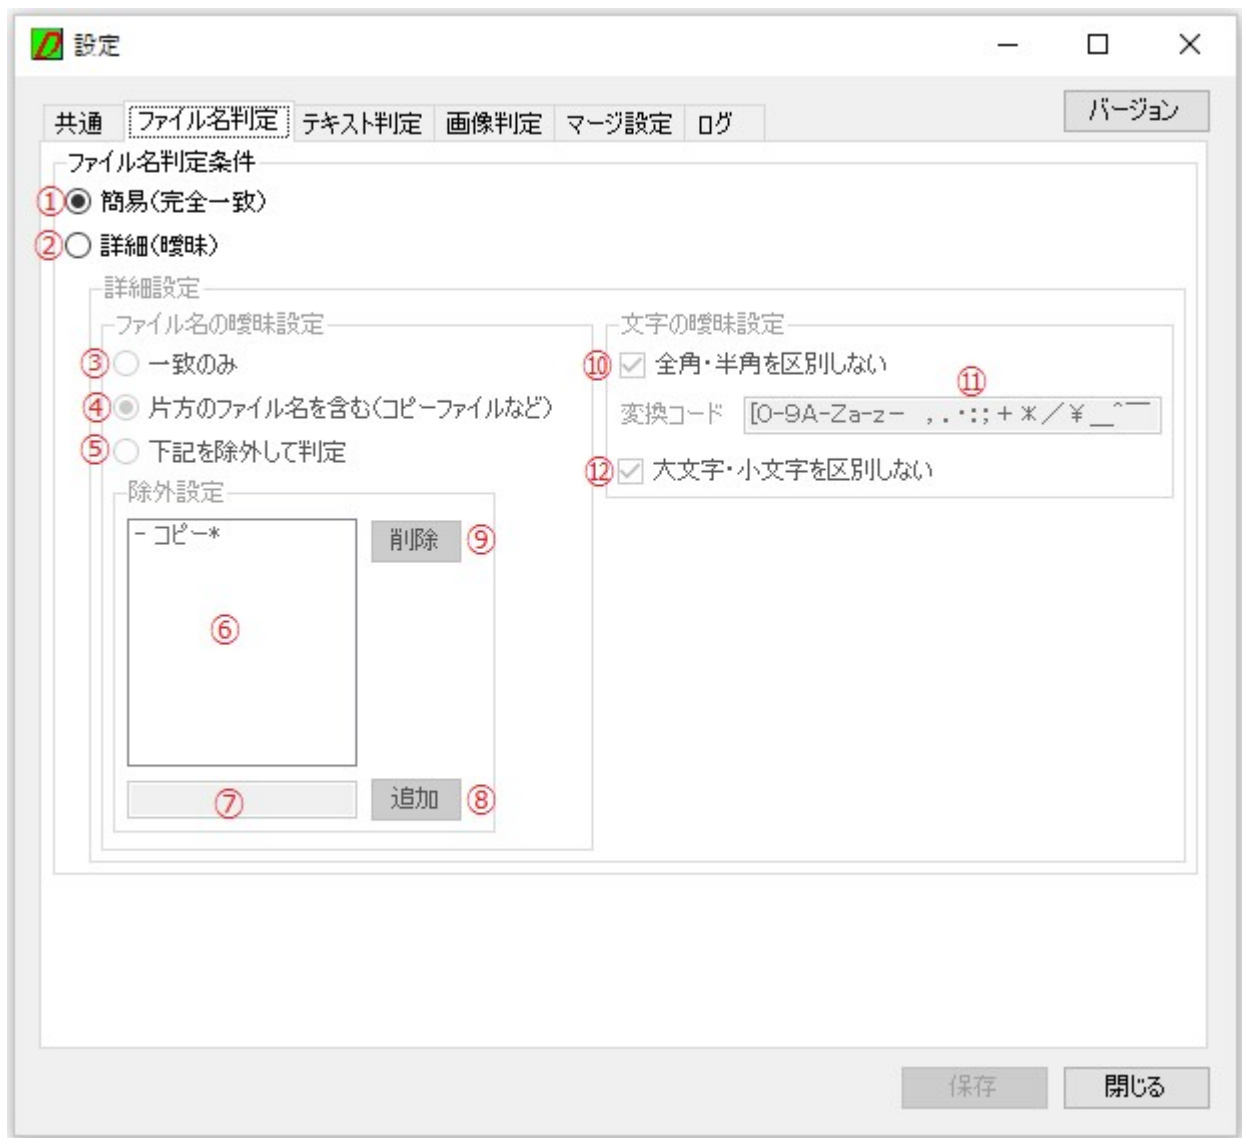 設定
共通 ファイル名判定 テキスト判定 画像判定 マージ設定 ログ バージョン
ファイル名判定条件
① 簡易(完全一致)
② 詳細(曖昧)
詳細設定
ファイル名の曖昧設定
③ 一致のみ
④ 片方のファイル名を含む(コピーファイルなど)
⑤ 下記を除外して判定
除外設定
- コピー*
削除 ⑨
⑥
⑦
追加 ⑧
文字の曖昧設定
⑩ 全角・半角を区別しない
⑪
変換コード [0-9A-Za-z− ,.・:;+*/¥__^￣
⑫ 大文字・小文字を区別しない
保存 閉じる